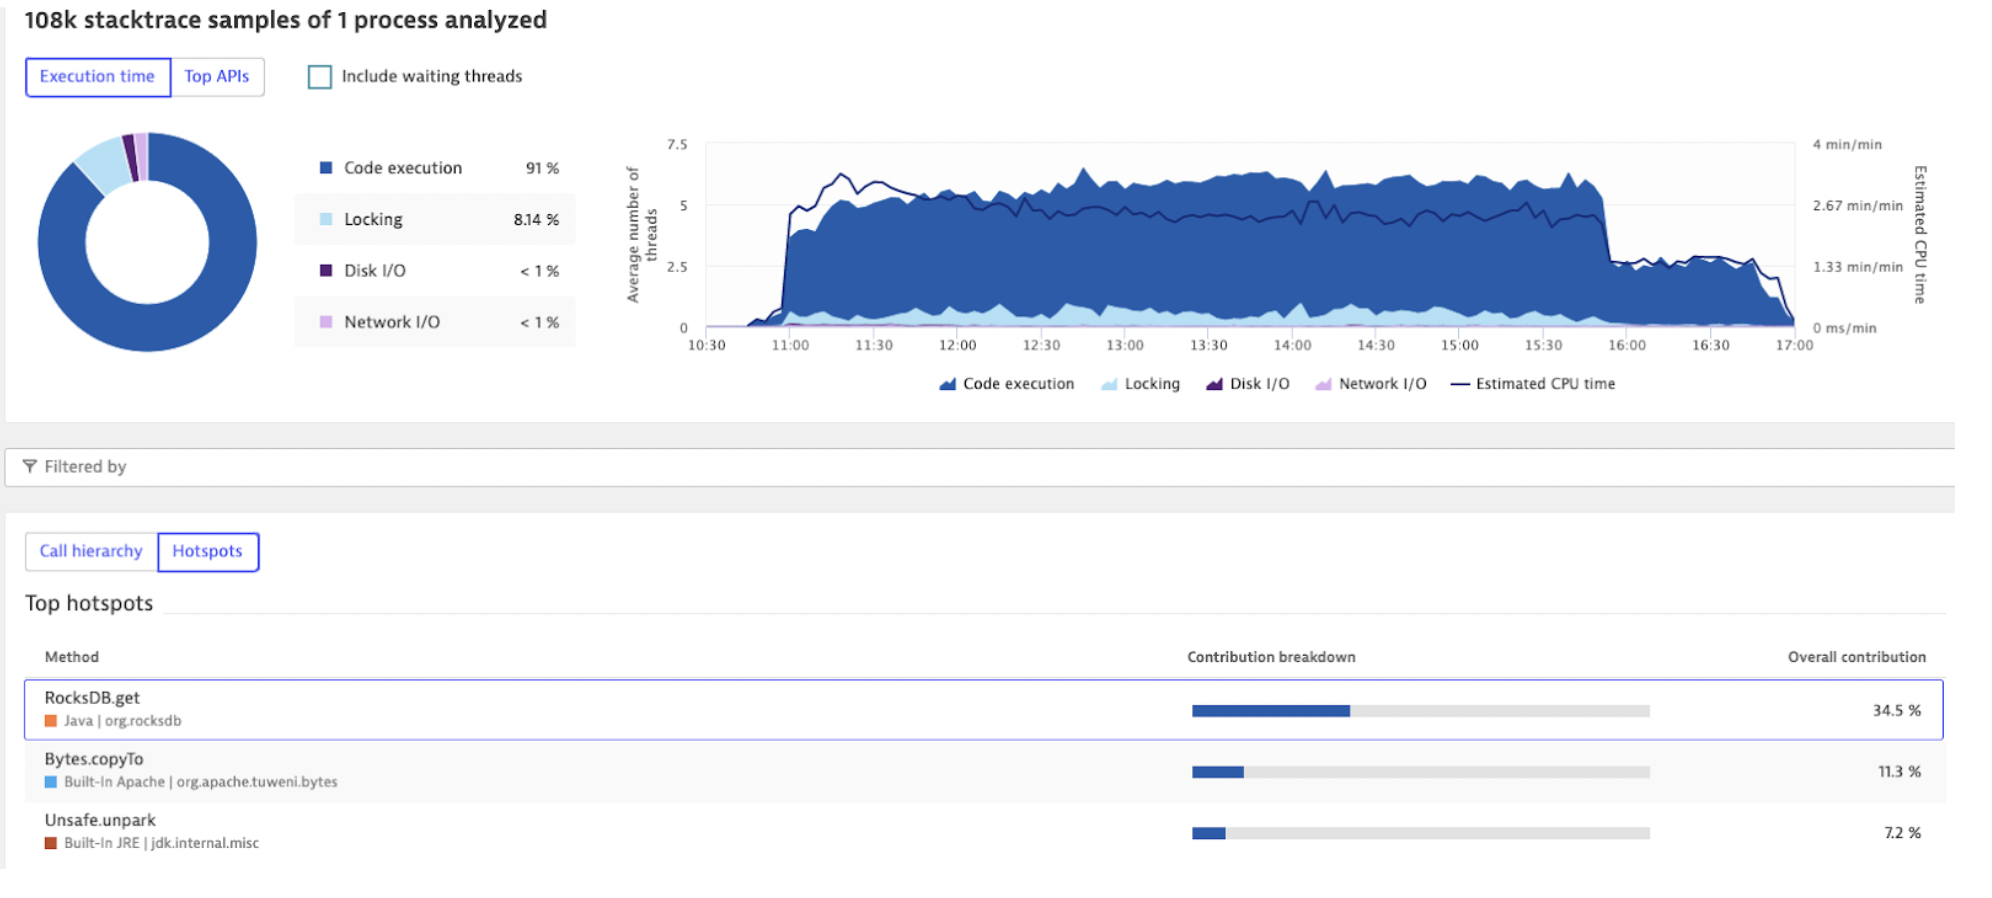 108k stacktrace samples of 1 process analyzed
Execution time
Top APIs
Include waiting threads
Code execution 91 %
Locking 8.14 %
Disk I/O < 1 %
Network I/O < 1 %
Average number of
threads
7.5
5
2.5
0
4 min/min
2.67 min/min
1.33 min/min
0 ms/min
Estimated CPU time
10:30 11:00 11:30 12:00 12:30 13:00 13:30 14:00 14:30 15:00 15:30 16:00 16:30 17:00
Code execution Locking Disk I/O Network I/O Estimated CPU time
Filtered by
Call hierarchy
Hotspots
Top hotspots
Method Contribution breakdown Overall contribution
RocksDB.get
Java | org.rocksdb
34.5 %
Bytes.copyTo
Built-In Apache | org.apache.tuweni.bytes
11.3 %
Unsafe.unpark
Built-In JRE | jdk.internal.misc
7.2 %